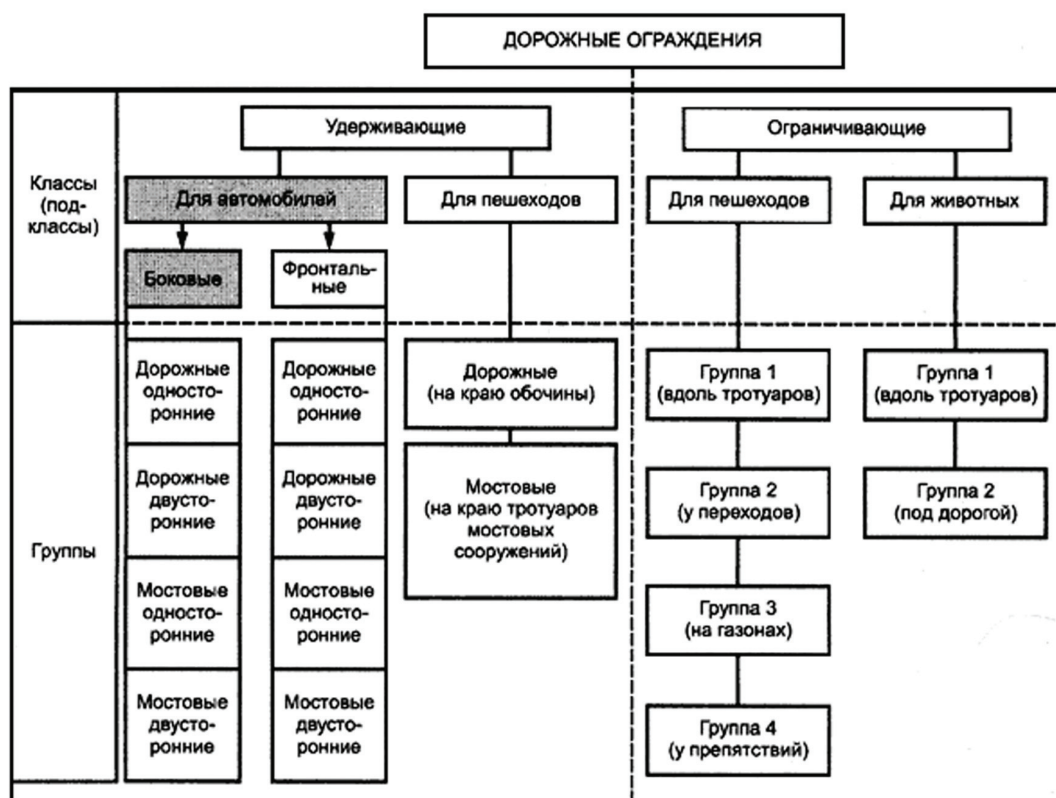 ДОРОЖНЫЕ ОГРАЖДЕНИЯ
Классы
(под-
классы)
Удерживающие
Ограничивающие
Для автомобилей
Для пешеходов
Для пешеходов
Для животных
Боковые
Фронталь-
ные
Группы
Дорожные
односто-
ронние
Дорожные
двусто-
ронние
Мостовые
односто-
ронние
Мостовые
двусто-
ронние
Дорожные
односто-
ронние
Дорожные
двусто-
ронние
Мостовые
односто-
ронние
Мостовые
двусто-
ронние
Дорожные
(на краю обочины)
Мостовые
(на краю тротуаров
мостовых
сооружений)
Группа 1
(вдоль тротуаров)
Группа 2
(у переходов)
Группа 3
(на газонах)
Группа 4
(у препятствий)
Группа 1
(вдоль тротуаров)
Группа 2
(под дорогой)